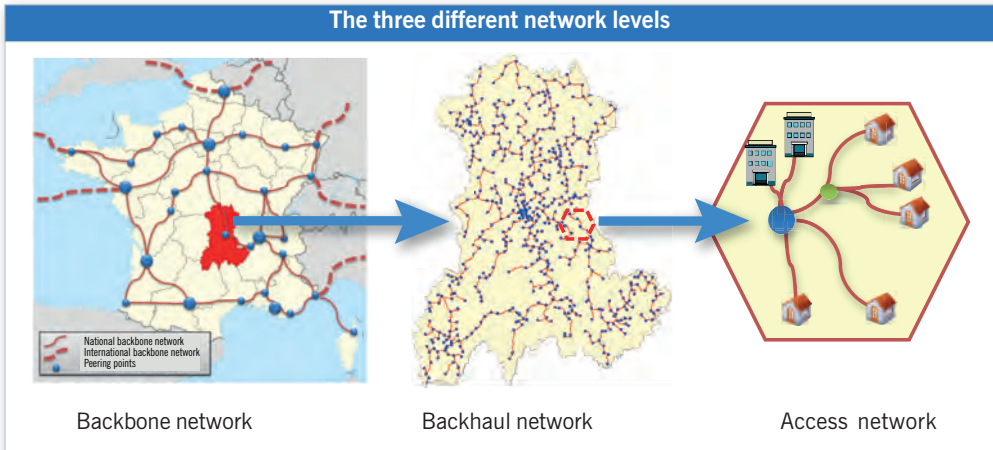 The three different network levels
National backbone network
International backbone network
Peering points
Backbone network
Backhaul network
Access network